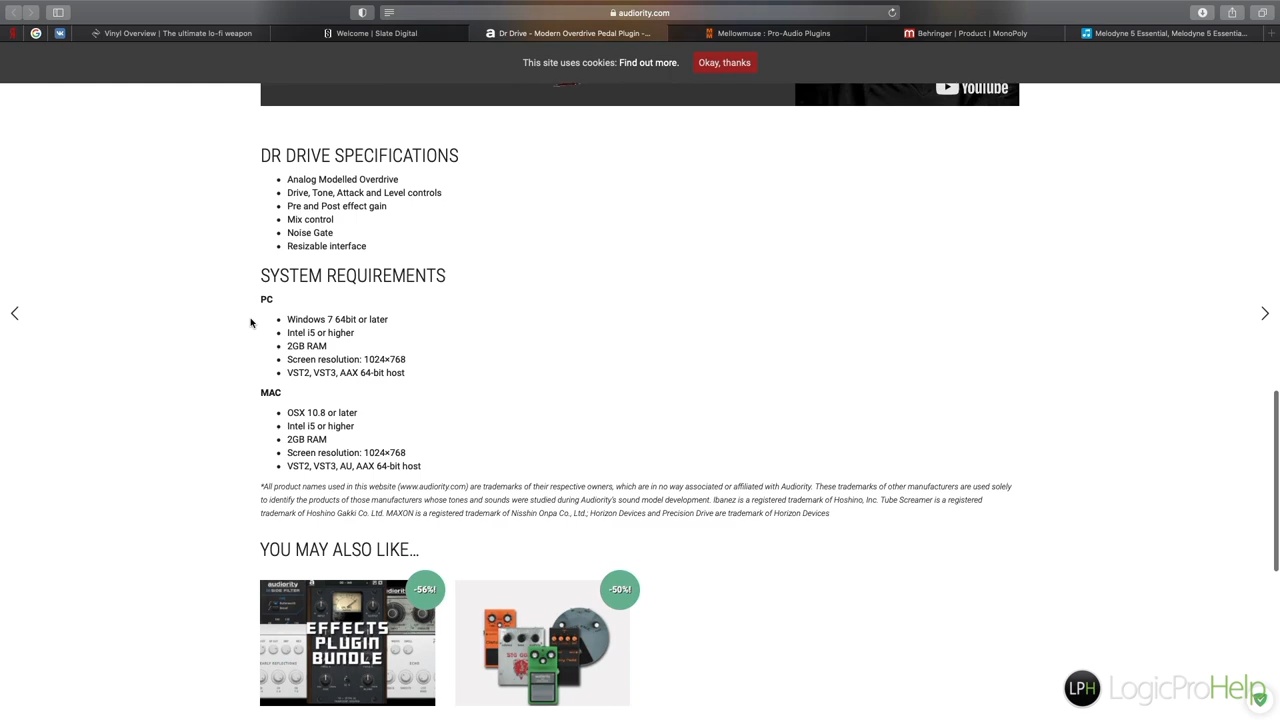 audiority.com
Vinyl Overview | The ultimate lo-fi weapon
Welcome | Slate Digital
Dr Drive - Modern Overdrive Pedal Plugin -...
Mellowmuse : Pro-Audio Plugins
Behringer | Product | MonoPoly
Melodyne 5 Essential, Melodyne 5 Essentia...
This site uses cookies: Find out more.
Okay, thanks
YouTube
DR DRIVE SPECIFICATIONS
Analog Modelled Overdrive
Drive, Tone, Attack and Level controls
Pre and Post effect gain
Mix control
Noise Gate
Resizable interface
SYSTEM REQUIREMENTS
PC
Windows 7 64bit or later
Intel i5 or higher
2GB RAM
Screen resolution: 1024×768
VST2, VST3, AAX 64-bit host
MAC
OSX 10.8 or later
Intel i5 or higher
2GB RAM
Screen resolution: 1024×768
VST2, VST3, AU, AAX 64-bit host
*All product names used in this website (www.audiority.com) are trademarks of their respective owners, which are in no way associated or affiliated with Audiority. These trademarks of other manufacturers are used solely
to identify the products of those manufacturers whose tones and sounds were studied during Audiority's sound model development. Ibanez is a registered trademark of Hoshino, Inc. Tube Screamer is a registered
trademark of Hoshino Gakki Co. Ltd. MAXON is a registered trademark of Nisshin Onpa Co., Ltd.; Horizon Devices and Precision Drive are trademark of Horizon Devices
YOU MAY ALSO LIKE...
-56%!
-50%!
audiority
EFFECTS
PLUGIN
BUNDLE
LPH LogicProHelp